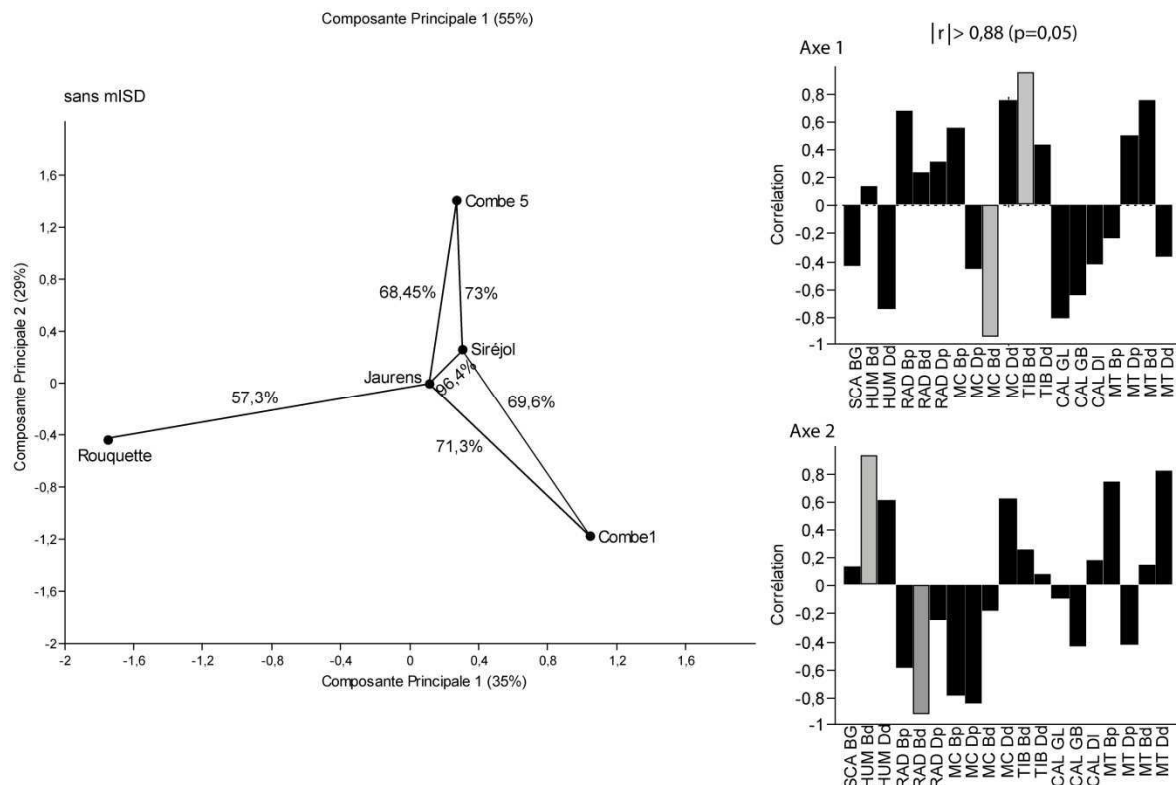 Composante Principale 1 (55%)
sans mISD
Composante Principale 2 (29%)
1,6
1,2
0,8
0,4
0
-0,4
-0,8
-1,2
-1,6
-2
-2
-1,6
-1,2
-0,8
-0,4
0
0,4
0,8
1,2
1,6
Composante Principale 1 (35%)
Combe 5
68,45%
73%
Siréjol
Jaurens
96,4%
57,3%
69,6%
71,3%
Rouquette
Combe1
|r|> 0,88 (p=0,05)
Axe 1
Corrélation
0,8
0,6
0,4
0,2
0
-0,2
-0,4
-0,6
-0,8
-1
SCA BG
HUM Bd
HUM Dd
RAD Bp
RAD Bd
RAD Dp
MC Bp
MC Dp
MC Bd
MC Dd
TIB Bd
TIB Dd
CAL GL
CAL GB
CAL DI
MT Bp
MT Dp
MT Bd
MT Dd
Axe 2
Corrélation
0,8
0,6
0,4
0,2
0
-0,2
-0,4
-0,6
-0,8
-1
SCA BG
HUM Bd
HUM Dd
RAD Bp
RAD Bd
RAD Dp
MC Bp
MC Dp
MC Bd
MC Dd
TIB Bd
TIB Dd
CAL GL
CAL GB
CAL DI
MT Bp
MT Dp
MT Bd
MT Dd